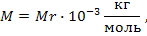 M = Mr · 10⁻³ кг/моль ,